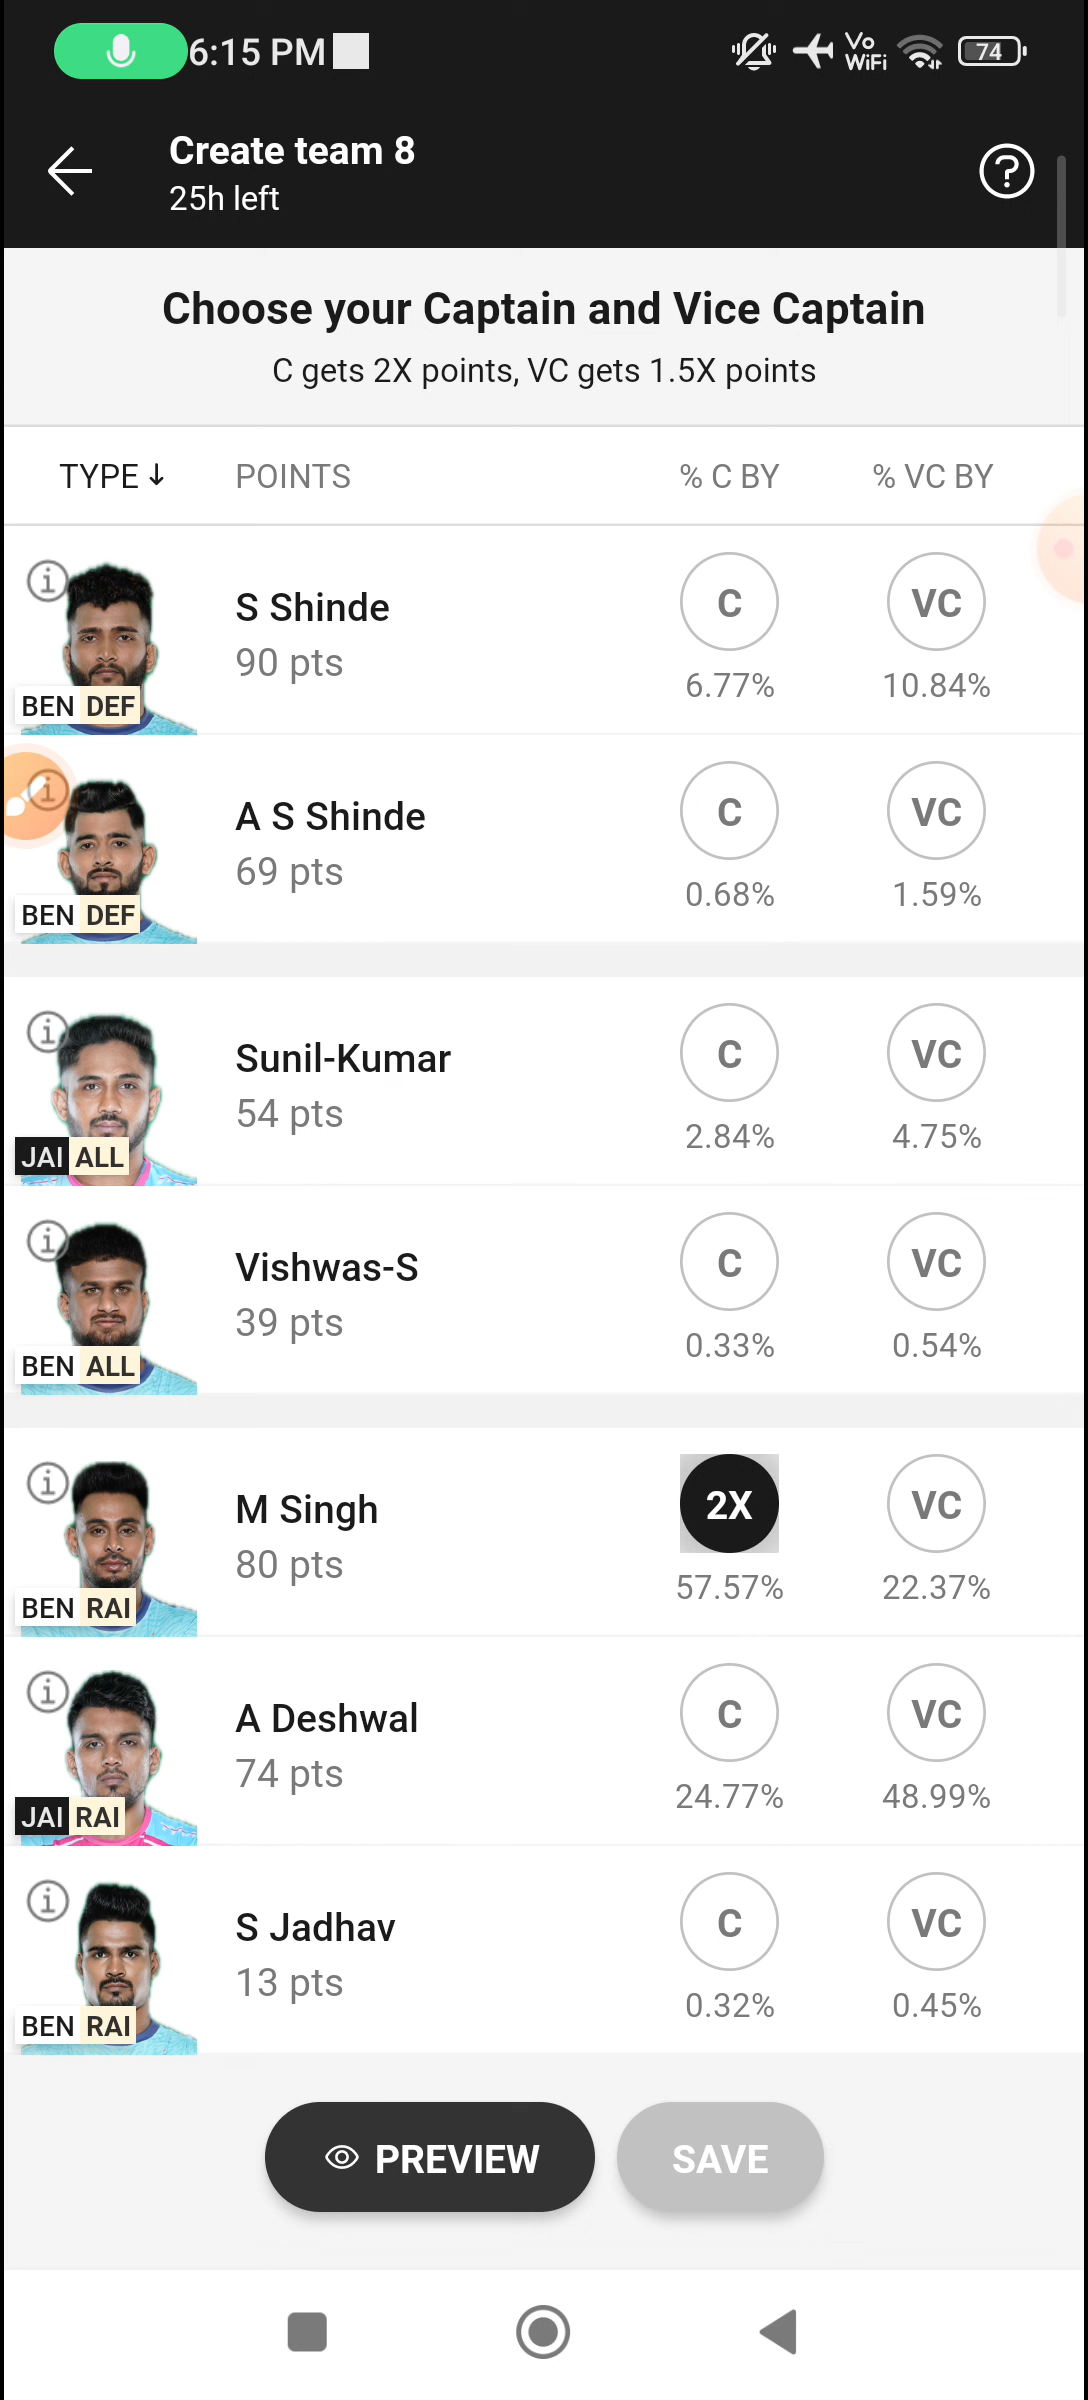 6:15 PM
Vo
WiFi
74
Create team 8
25h left
Choose your Captain and Vice Captain
C gets 2X points, VC gets 1.5X points
TYPE ↓ POINTS % C BY % VC BY
S Shinde
90 pts
C VC
6.77% 10.84%
BEN DEF
A S Shinde
69 pts
C VC
0.68% 1.59%
BEN DEF
Sunil-Kumar
54 pts
C VC
2.84% 4.75%
JAI ALL
Vishwas-S
39 pts
C VC
0.33% 0.54%
BEN ALL
M Singh
80 pts
2X VC
57.57% 22.37%
BEN RAI
A Deshwal
74 pts
C VC
24.77% 48.99%
JAI RAI
S Jadhav
13 pts
C VC
0.32% 0.45%
BEN RAI
PREVIEW SAVE